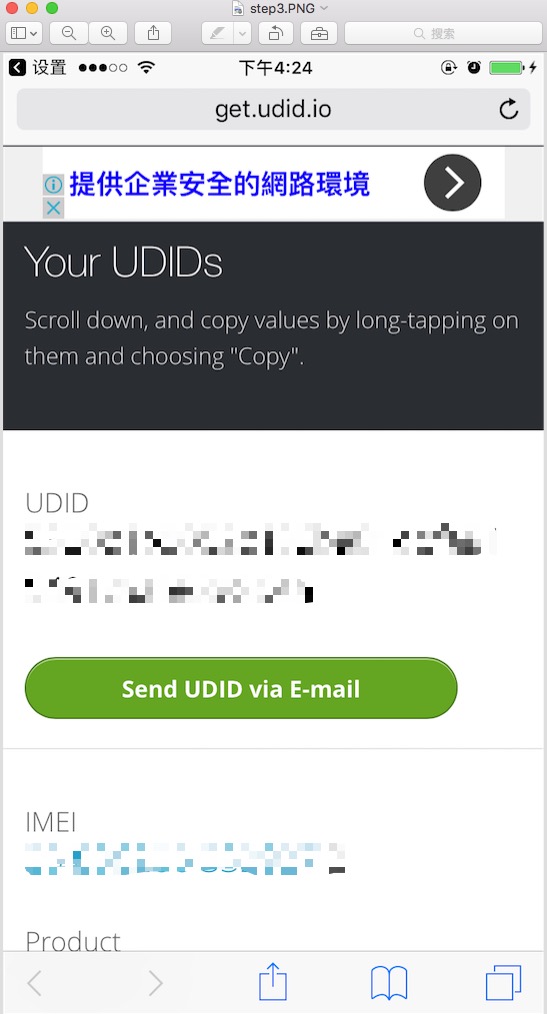 step3.PNG
搜索
设置
下午4:24
get.udid.io
提供企業安全的網路環境
Your UDIDs
Scroll down, and copy values by long-tapping on
them and choosing "Copy".
UDID
Send UDID via E-mail
IMEI
Product